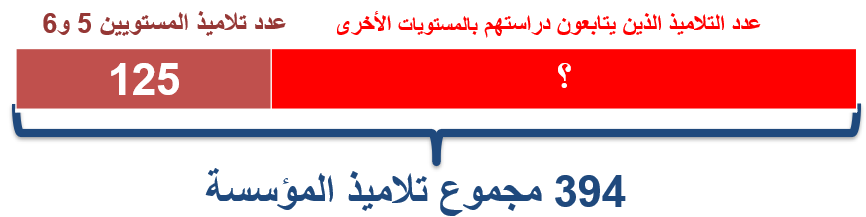 عدد تلاميذ المستويين 5 و6
عدد التلاميذ الذين يتابعون دراستهم بالمستويات الأخرى
125
؟
394 مجموع تلاميذ المؤسسة